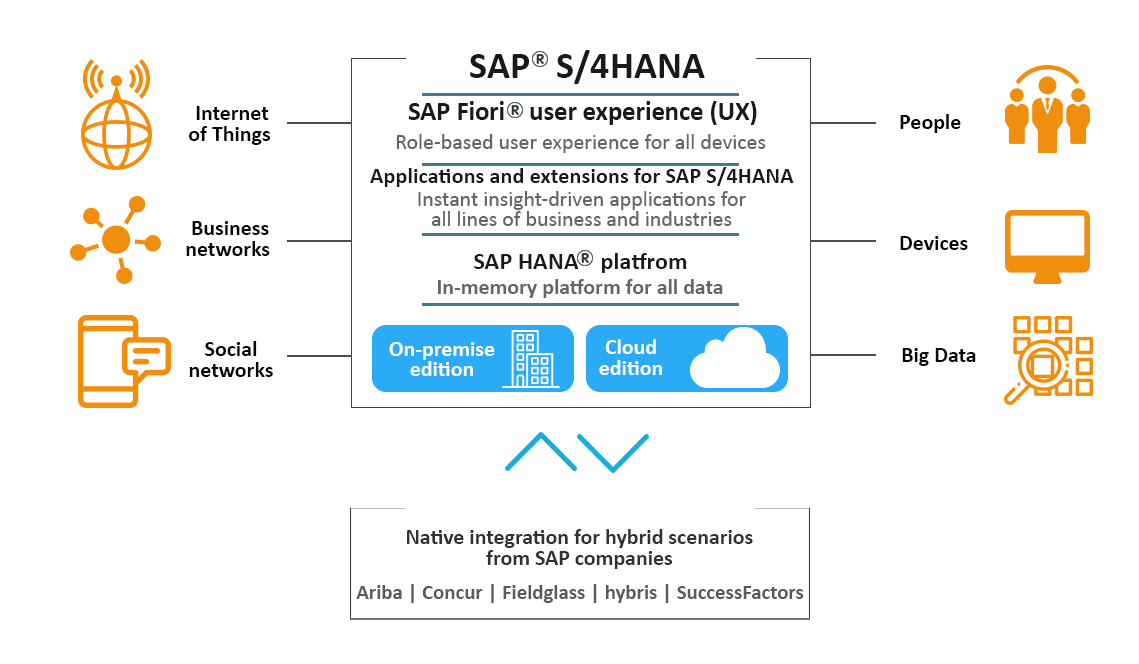 SAP® S/4HANA
SAP Fiori® user experience (UX)
Role-based user experience for all devices
Applications and extensions for SAP S/4HANA
Instant insight-driven applications for
all lines of business and industries
SAP HANA® platfrom
In-memory platform for all data
On-premise
edition
Cloud
edition
Internet
of Things
Business
networks
Social
networks
People
Devices
Big Data
Native integration for hybrid scenarios
from SAP companies
Ariba | Concur | Fieldglass | hybris | SuccessFactors